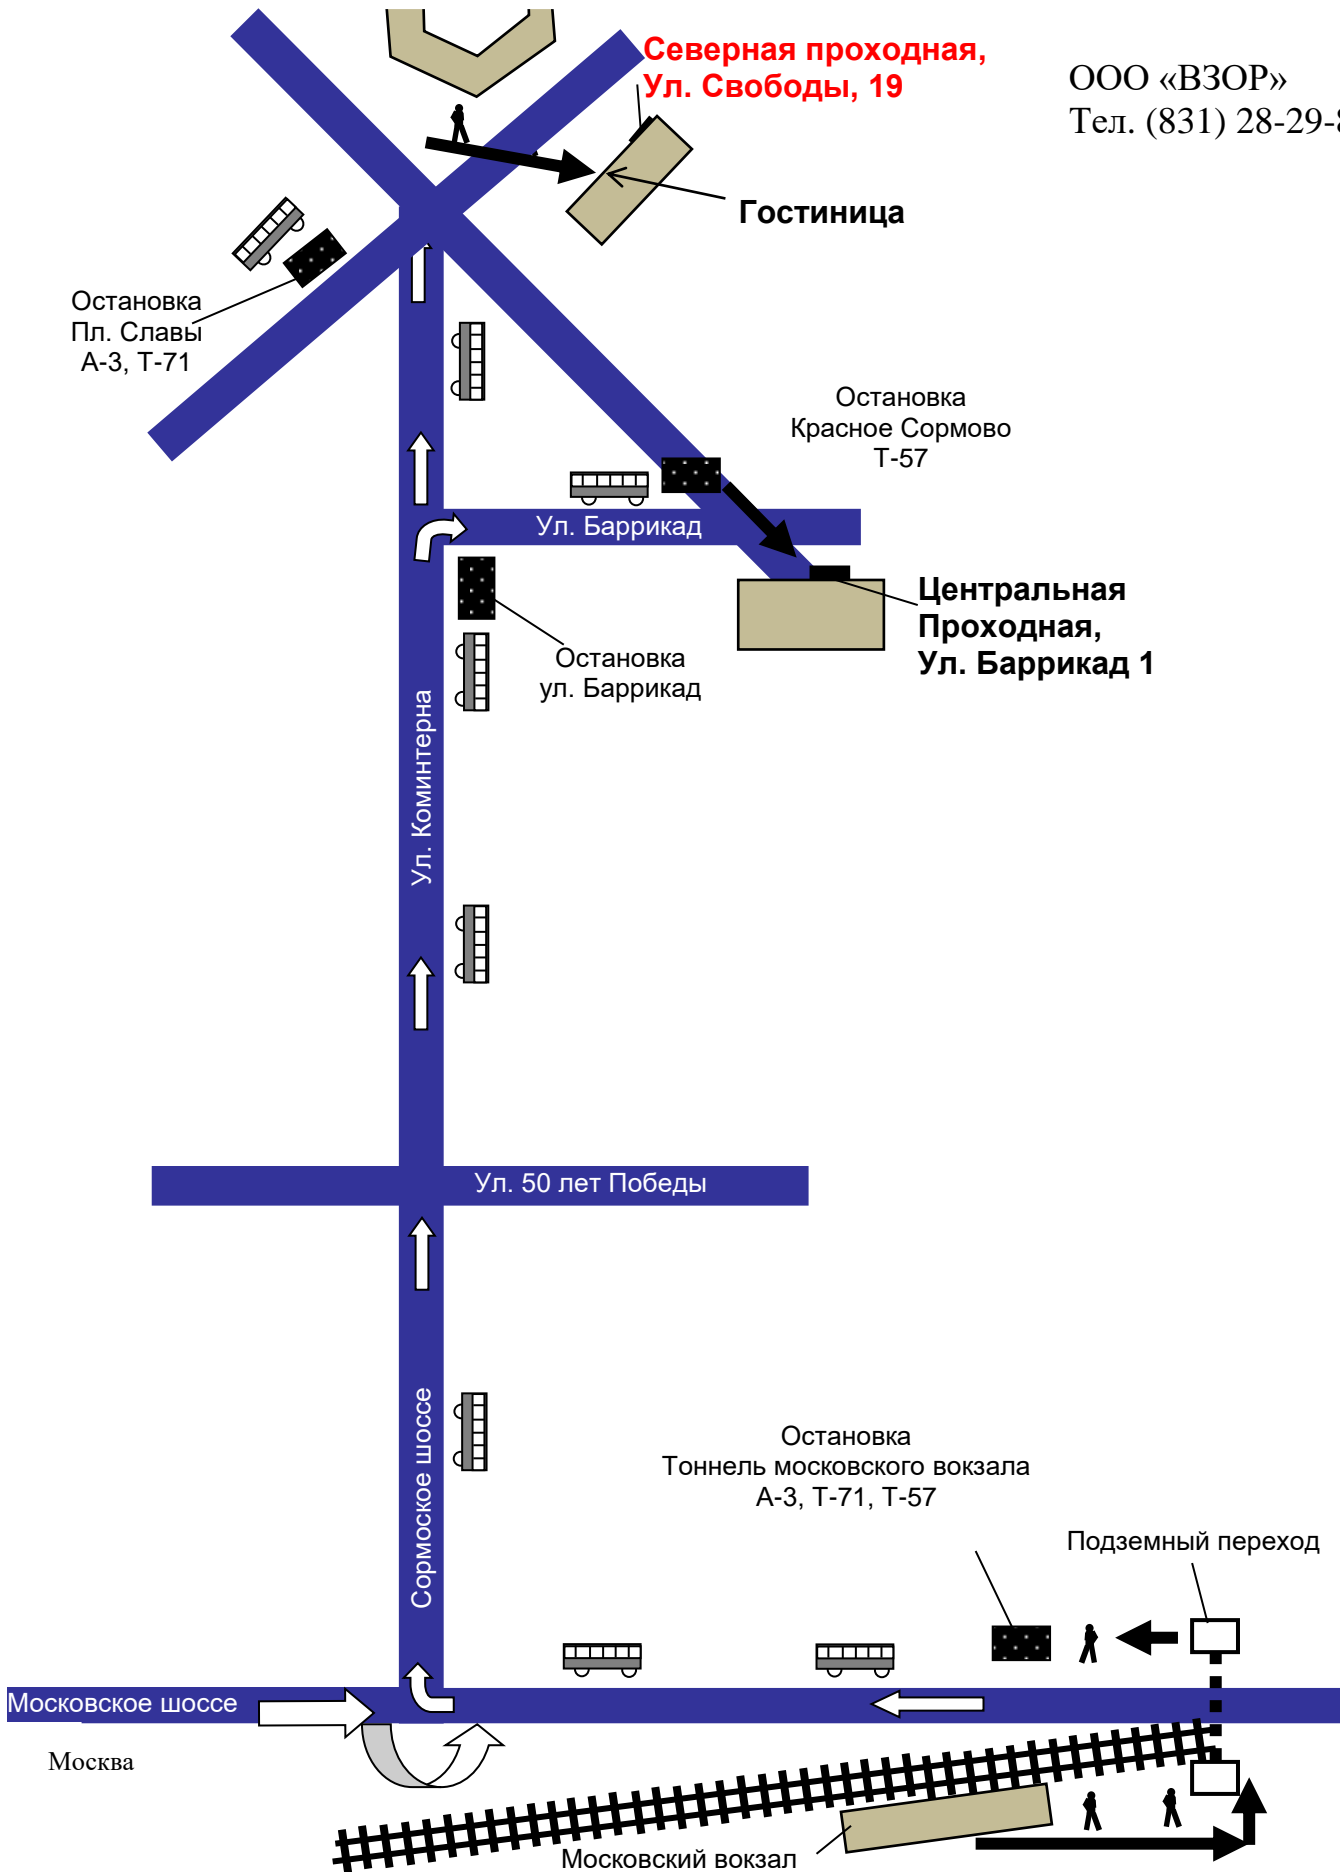 Северная проходная,
Ул. Свободы, 19
ООО «ВЗОР»
Тел. (831) 28-29-8
Гостиница
Остановка
Пл. Славы
А-3, Т-71
Остановка
Красное Сормово
Т-57
Ул. Баррикад
Центральная
Проходная,
Ул. Баррикад 1
Остановка
ул. Баррикад
Ул. Коминтерна
Ул. 50 лет Победы
Сормоское шоссе
Остановка
Тоннель московского вокзала
А-3, Т-71, Т-57
Подземный переход
Московское шоссе
Москва
Московский вокзал